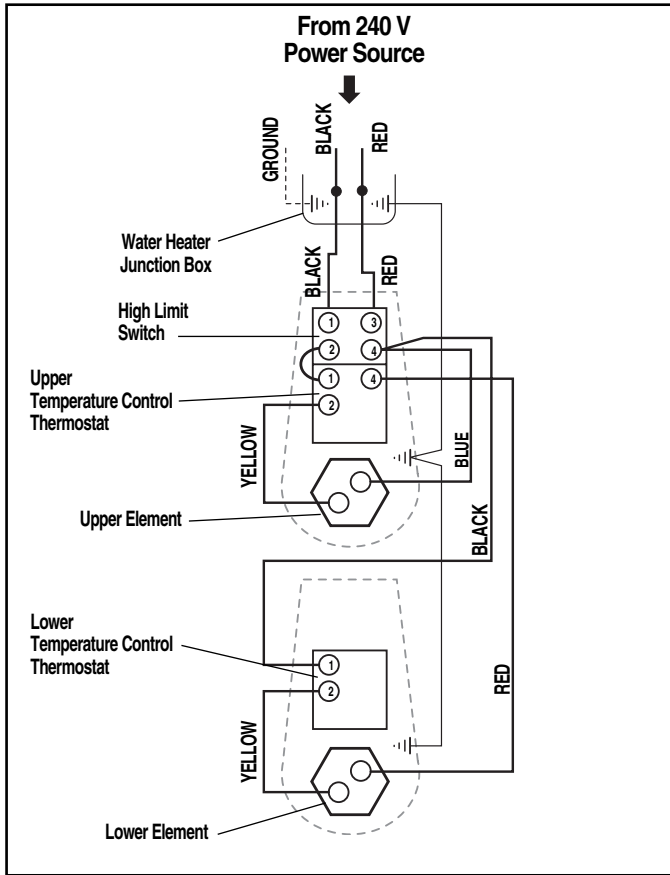 From 240 V
Power Source
GROUND
BLACK
RED
Water Heater
Junction Box
BLACK
RED
High Limit
Switch
1
3
2
4
Upper
Temperature Control
Thermostat
1
4
2
YELLOW
BLUE
Upper Element
BLACK
Lower
Temperature Control
Thermostat
1
2
RED
YELLOW
Lower Element